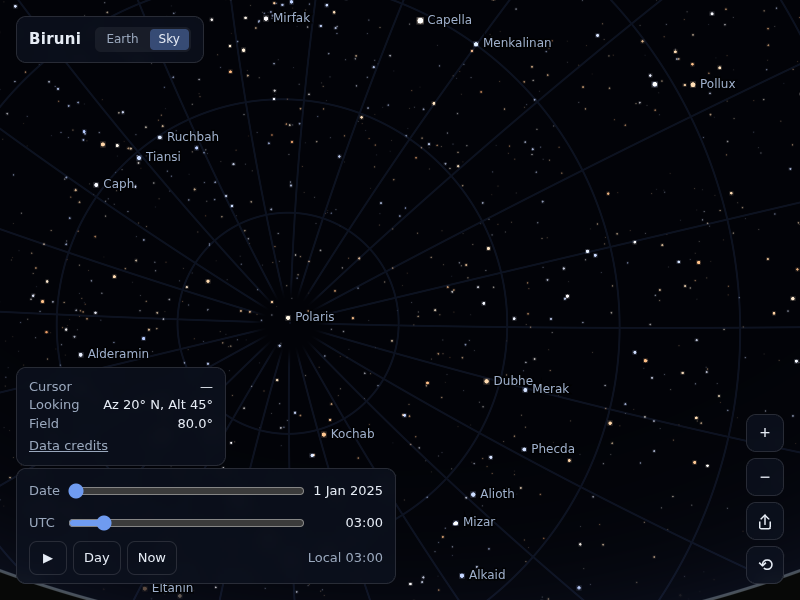 Mirfak
Capella
Biruni
Earth
Sky
Menkalinan
Pollux
Ruchbah
Tiansi
Caph
Polaris
Alderamin
Cursor —
Looking Az 20° N, Alt 45°
Field 80.0°
Data credits
Dubhe
Merak
Kochab
Phecda
Alioth
Mizar
Alkaid
Date 1 Jan 2025
UTC 03:00
▶ Day Now Local 03:00
Eltanin
+
−
⟲